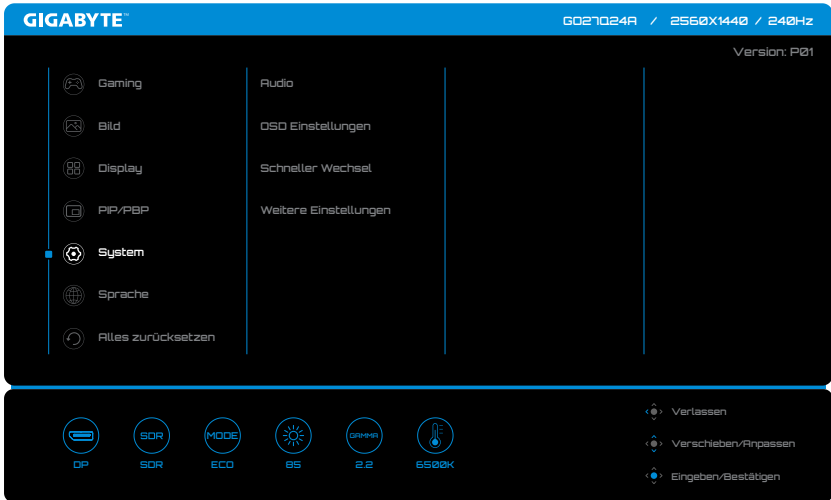 GIGABYTE™ GO27Q24A / 2560X1440 / 240Hz
Version: P01
Gaming Audio
Bild OSD Einstellungen
Display Schneller Wechsel
PIP/PBP Weitere Einstellungen
System
Sprache
Alles zurücksetzen
Verlassen
SDR MODE GAMMA Verschieben/Anpassen
DP SDR ECO 85 2.2 6500K
Eingeben/Bestätigen